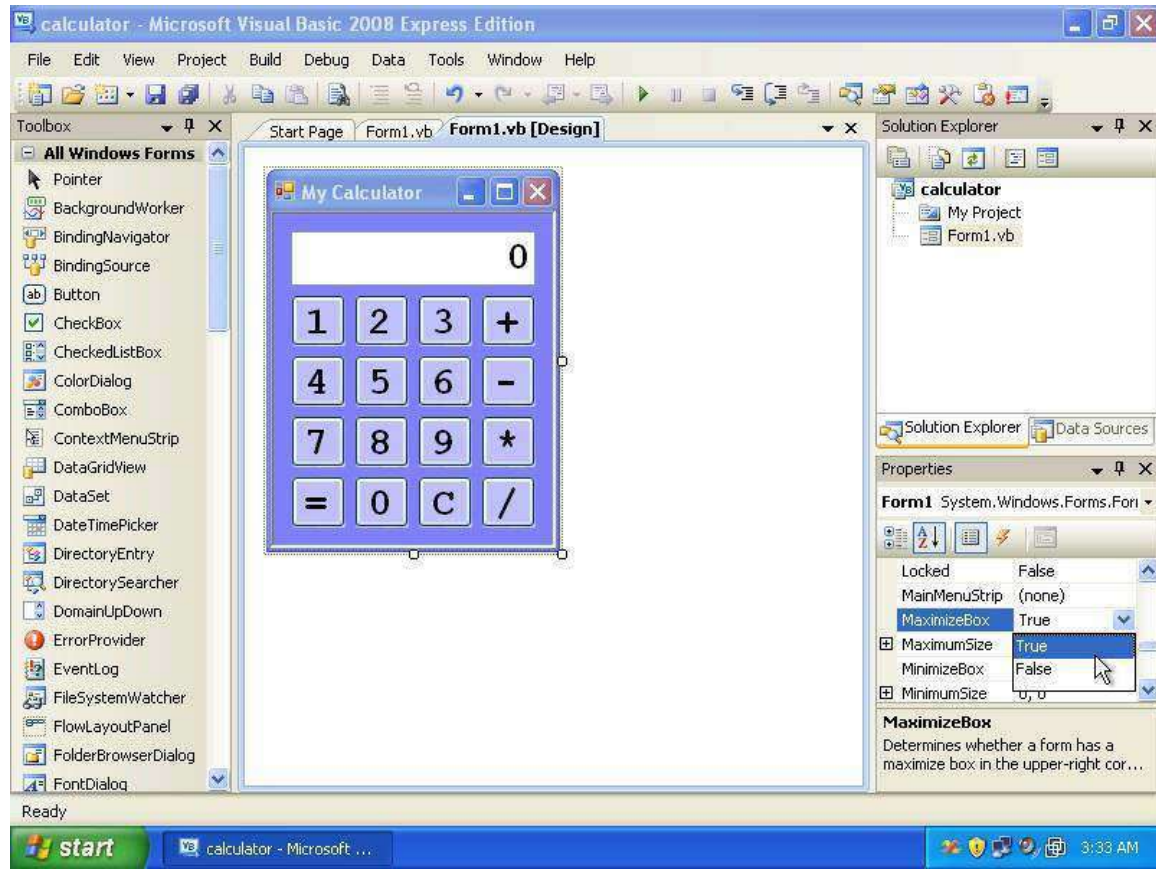 calculator - Microsoft Visual Basic 2008 Express Edition
File Edit View Project Build Debug Data Tools Window Help
Toolbox
All Windows Forms
Pointer
BackgroundWorker
BindingNavigator
BindingSource
Button
CheckBox
CheckedListBox
ColorDialog
ComboBox
ContextMenuStrip
DataGridView
DataSet
DateTimePicker
DirectoryEntry
DirectorySearcher
DomainUpDown
ErrorProvider
EventLog
FileSystemWatcher
FlowLayoutPanel
FolderBrowserDialog
FontDialog
Start Page Form1.vb Form1.vb [Design]
My Calculator
0
1 2 3 +
4 5 6 -
7 8 9 *
= 0 C /
Solution Explorer
calculator
My Project
Form1.vb
Solution Explorer Data Sources
Properties
Form1 System.Windows.Forms.Fori
Locked False
MainMenuStrip (none)
MaximizeBox True
MaximumSize True
MinimizeBox False
MinimumSize 0, 0
MaximizeBox
Determines whether a form has a
maximize box in the upper-right cor...
Ready
start calculator - Microsoft ... 3:33 AM